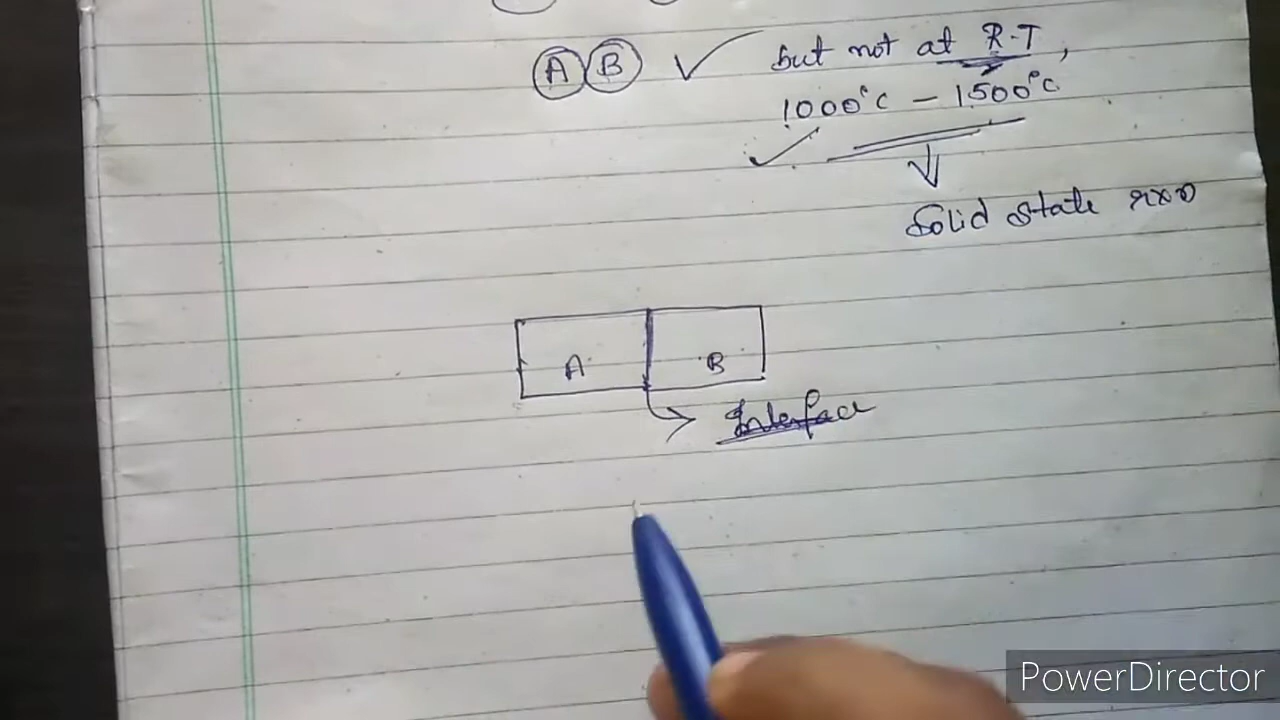 A B ✓ but not at R.T,
1000°C - 1500°C
Solid state rxn
A B
Interface
PowerDirector